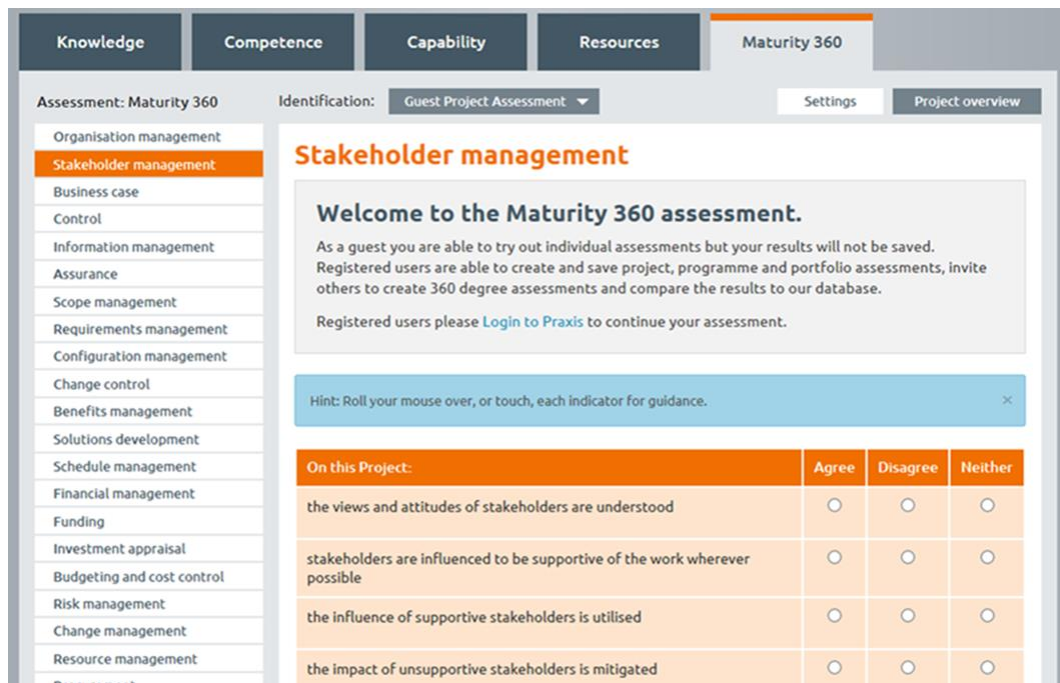 Knowledge
Competence
Capability
Resources
Maturity 360
Assessment: Maturity 360
Identification:
Guest Project Assessment
Settings
Project overview
Organisation management
Stakeholder management
Business case
Control
Information management
Assurance
Scope management
Requirements management
Configuration management
Change control
Benefits management
Solutions development
Schedule management
Financial management
Funding
Investment appraisal
Budgeting and cost control
Risk management
Change management
Resource management
Stakeholder management
Welcome to the Maturity 360 assessment.
As a guest you are able to try out individual assessments but your results will not be saved.
Registered users are able to create and save project, programme and portfolio assessments, invite
others to create 360 degree assessments and compare the results to our database.
Registered users please Login to Praxis to continue your assessment.
Hint: Roll your mouse over, or touch, each indicator for guidance.
×
On this Project:
Agree
Disagree
Neither
the views and attitudes of stakeholders are understood
stakeholders are influenced to be supportive of the work wherever
possible
the influence of supportive stakeholders is utilised
the impact of unsupportive stakeholders is mitigated